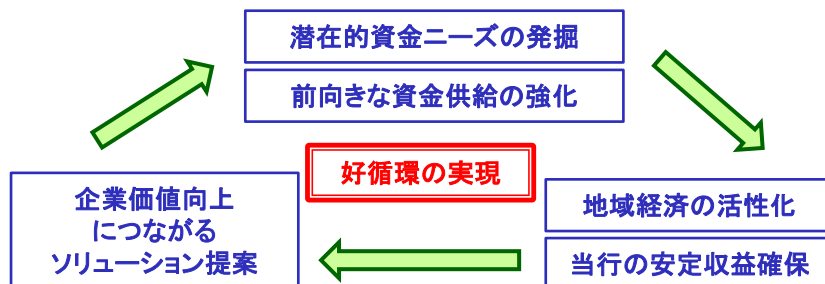 潜在的資金ニーズの発掘
前向きな資金供給の強化
好循環の実現
企業価値向上
につながる
ソリューション提案
地域経済の活性化
当行の安定収益確保